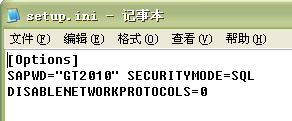 setup.ini - 记事本
文件(F) 编辑(E) 格式(O) 查看(V) 帮助(H)
[Options]
SAPWD="GT2010" SECURITYMODE=SQL
DISABLENETWORKPROTOCOLS=0